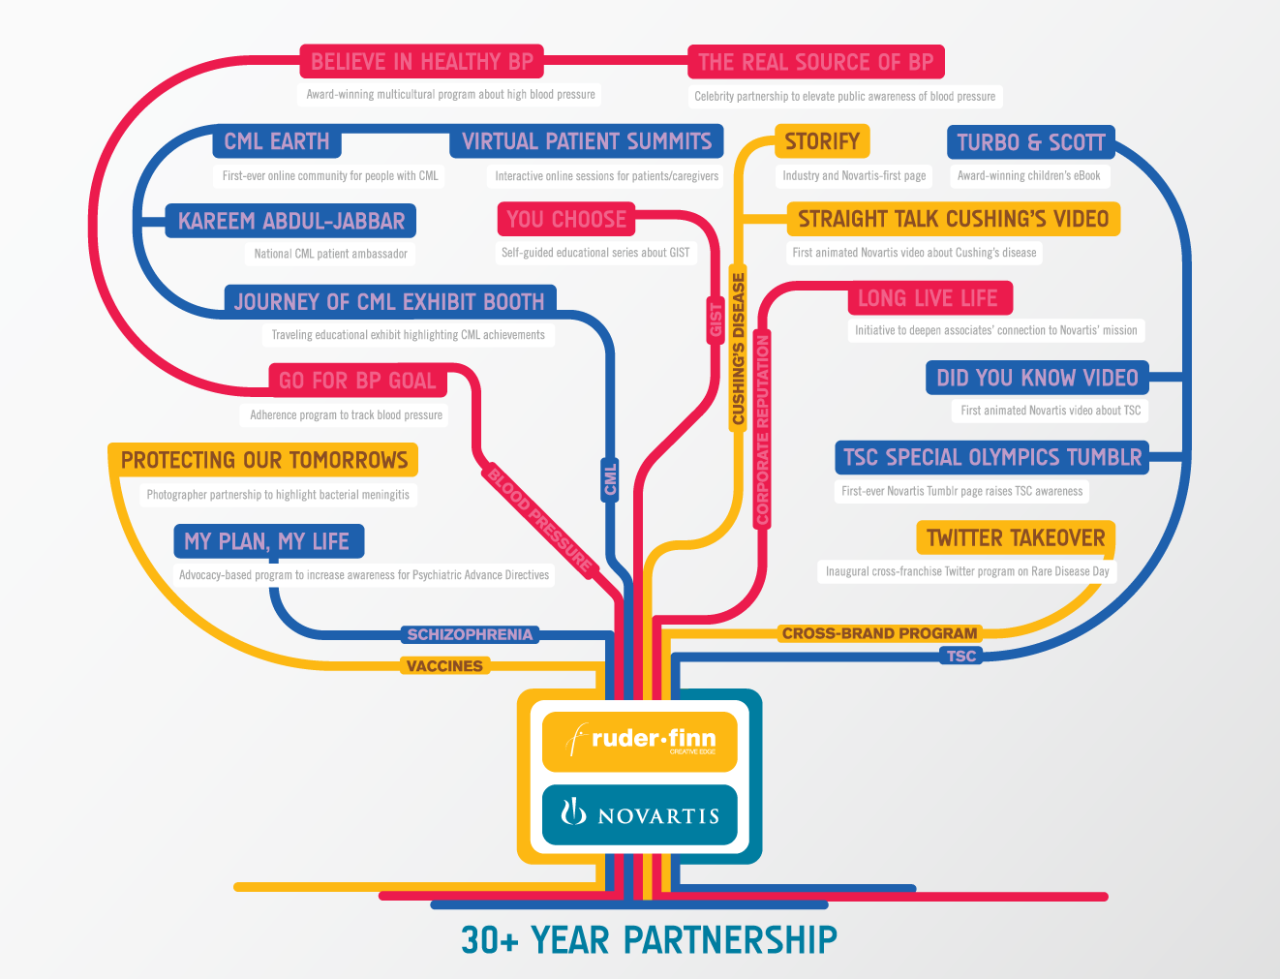 BELIEVE IN HEALTHY BP
Award-winning multicultural program about high blood pressure
THE REAL SOURCE OF BP
Celebrity partnership to elevate public awareness of blood pressure
CML EARTH
First-ever online community for people with CML
VIRTUAL PATIENT SUMMITS
Interactive online sessions for patients/caregivers
STORIFY
Industry and Novartis-first page
TURBO & SCOTT
Award-winning children's eBook
KAREEM ABDUL-JABBAR
National CML patient ambassador
YOU CHOOSE
Self-guided educational series about GIST
STRAIGHT TALK CUSHING'S VIDEO
First animated Novartis video about Cushing's disease
JOURNEY OF CML EXHIBIT BOOTH
Traveling educational exhibit highlighting CML achievements
GIST
CUSHING'S DISEASE
LONG LIVE LIFE
Initiative to deepen associates' connection to Novartis' mission
GO FOR BP GOAL
Adherence program to track blood pressure
CORPORATE REPUTATION
DID YOU KNOW VIDEO
First animated Novartis video about TSC
PROTECTING OUR TOMORROWS
Photographer partnership to highlight bacterial meningitis
BLOOD PRESSURE
CML
TSC SPECIAL OLYMPICS TUMBLR
First-ever Novartis Tumblr page raises TSC awareness
MY PLAN, MY LIFE
Advocacy-based program to increase awareness for Psychiatric Advance Directives
TWITTER TAKEOVER
Inaugural cross-franchise Twitter program on Rare Disease Day
SCHIZOPHRENIA
CROSS-BRAND PROGRAM
VACCINES
TSC
ruder·finn
CREATIVE EDGE
NOVARTIS
30+ YEAR PARTNERSHIP